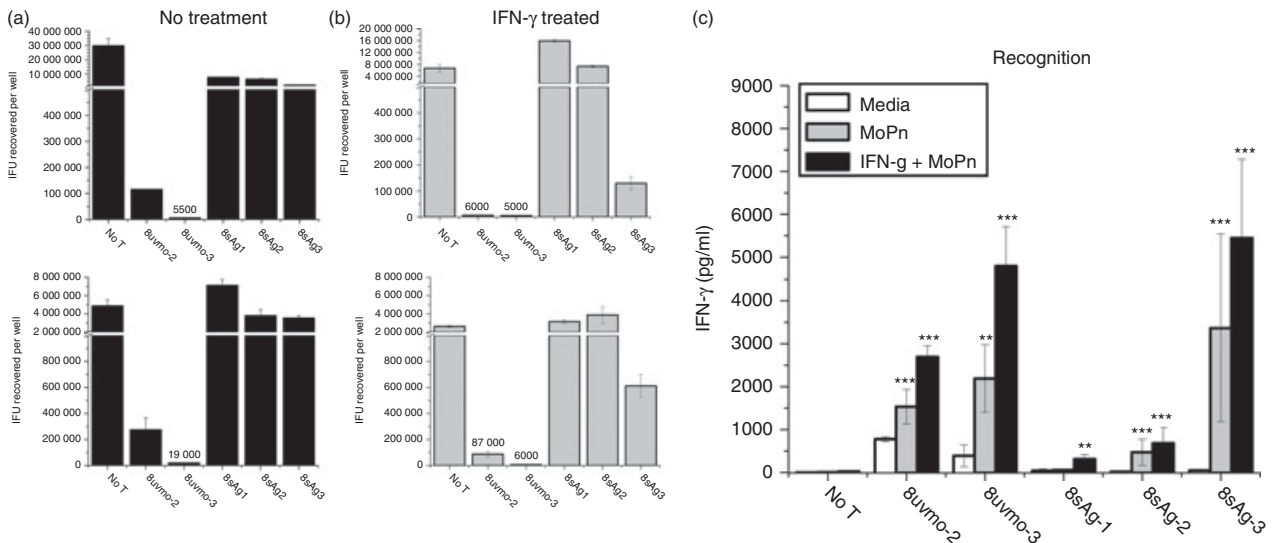 (a)
No treatment
IFU recovered per well
30 000 000
20 000 000
10 000 000
400 000
300 000
200 000
100 000
0
5500
No T
8uvmo-2
8uvmo-3
8sAg1
8sAg2
8sAg3
IFU recovered per well
8 000 000
6 000 000
4 000 000
2 000 000
800 000
600 000
400 000
200 000
0
19 000
No T
8uvmo-2
8uvmo-3
8sAg1
8sAg2
8sAg3
(b)
IFN-γ treated
IFU recovered per well
20 000 000
16 000 000
12 000 000
8 000 000
4 000 000
400 000
300 000
200 000
100 000
0
6000
5000
No T
8uvmo-2
8uvmo-3
8sAg1
8sAg2
8sAg3
IFU recovered per well
8 000 000
6 000 000
4 000 000
2 000 000
800 000
600 000
400 000
200 000
0
87 000
6000
No T
8uvmo-2
8uvmo-3
8sAg1
8sAg2
8sAg3
(c)
Recognition
IFN-γ (pg/ml)
9000
8000
7000
6000
5000
4000
3000
2000
1000
0
Media
MoPn
IFN-g + MoPn
*** ***
** ***
**
*** ***
*** ***
No T
8uvmo-2
8uvmo-3
8sAg-1
8sAg-2
8sAg-3